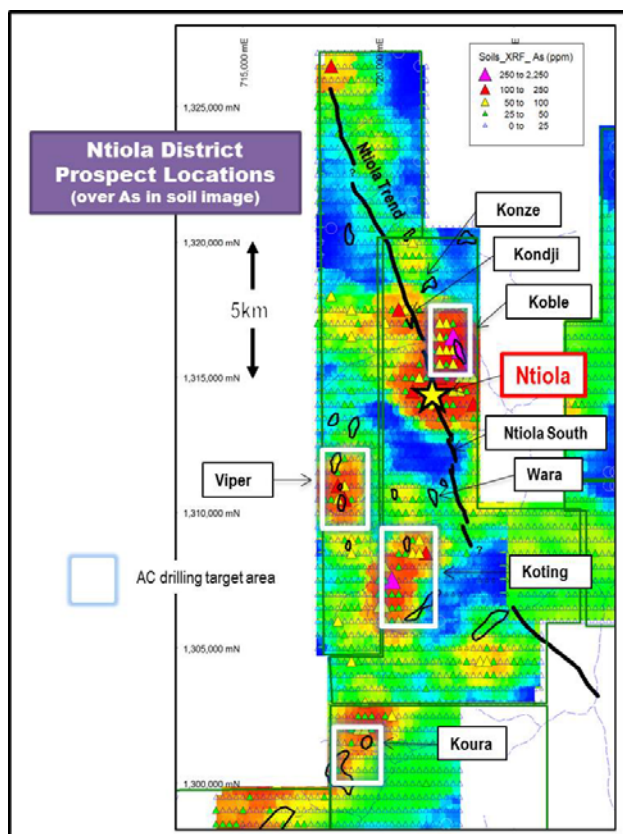 715,000 mE
720,000 mE
Soils_XRF_ As (ppm)
250 to 2,250
100 to 250
50 to 100
25 to 50
0 to 25
1,325,000 mN
Ntiola District
Prospect Locations
(over As in soil image)
Ntiola Trend
?
Konze
1,320,000 mN
Kondji
Koble
5km
1,315,000 mN
Ntiola
Ntiola South
Viper
Wara
1,310,000 mN
?
AC drilling target area
Koting
1,305,000 mN
Koura
1,300,000 mN